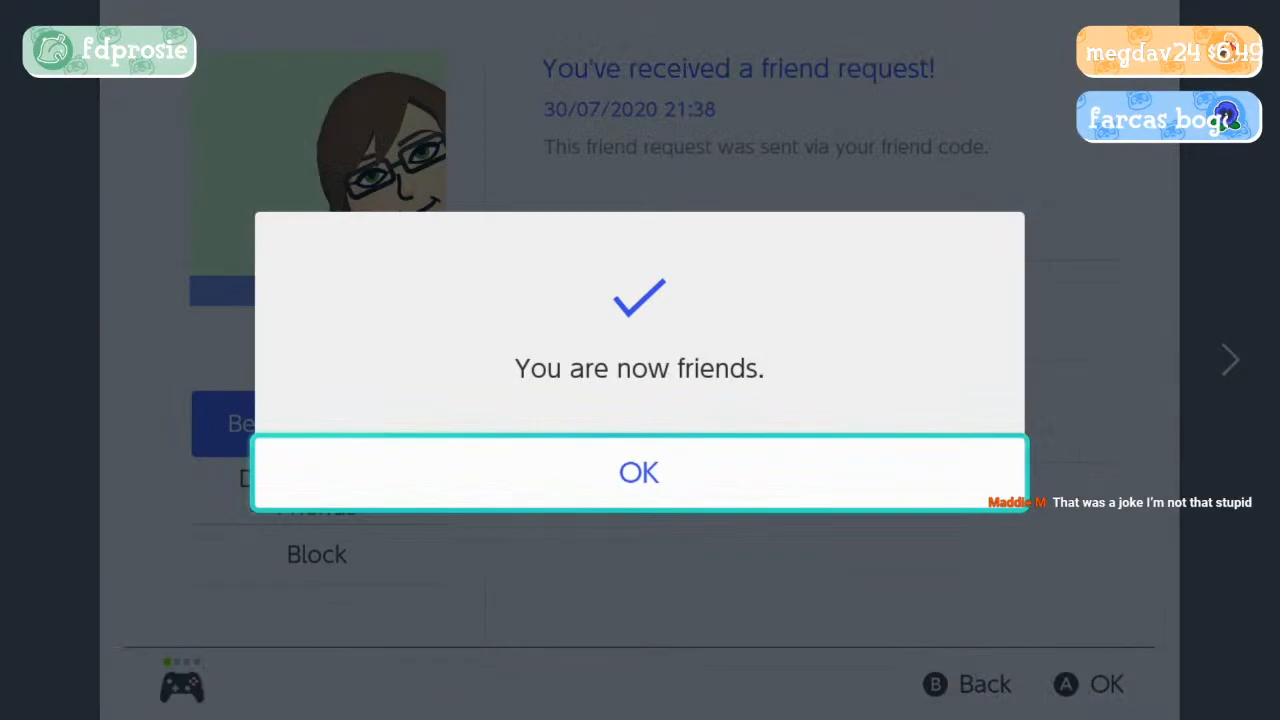 fdprosie
megdav24 $6.49
farcas
You've received a friend request!
30/07/2020 21:38
This friend request was sent via your friend code.
You are now friends.
OK
Maddie M That was a joke I'm not that stupid
Block
B Back A OK